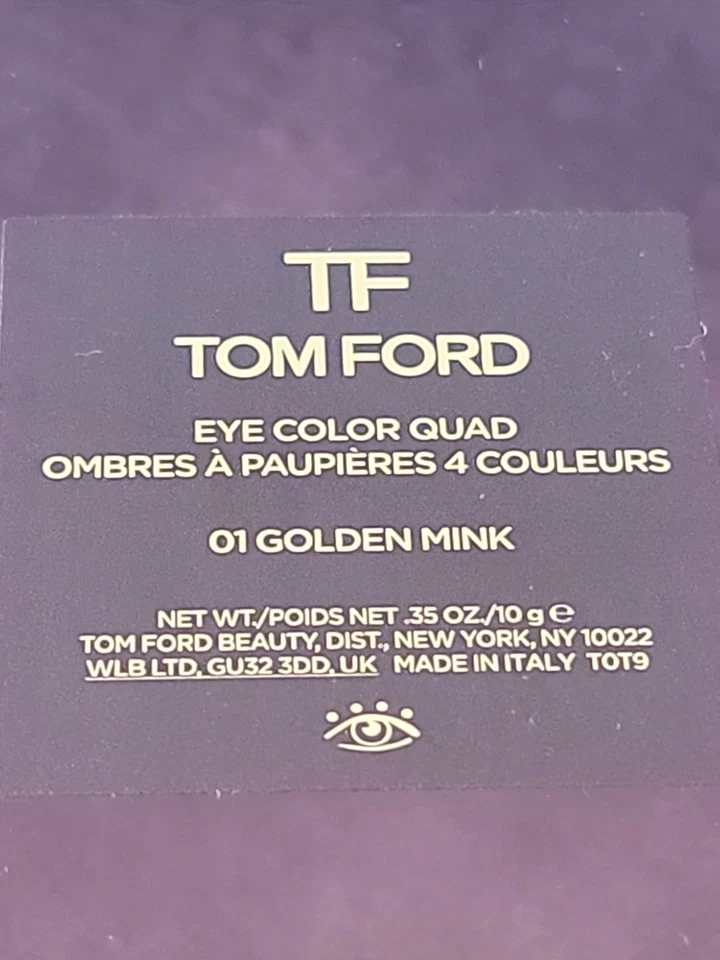 TF
TOM FORD
EYE COLOR QUAD
OMBRES À PAUPIÈRES 4 COULEURS
01 GOLDEN MINK
NET WT./POIDS NET .35 OZ./10 g ℮
TOM FORD BEAUTY, DIST., NEW YORK, NY 10022
WLB LTD, GU32 3DD, UK MADE IN ITALY T0T9